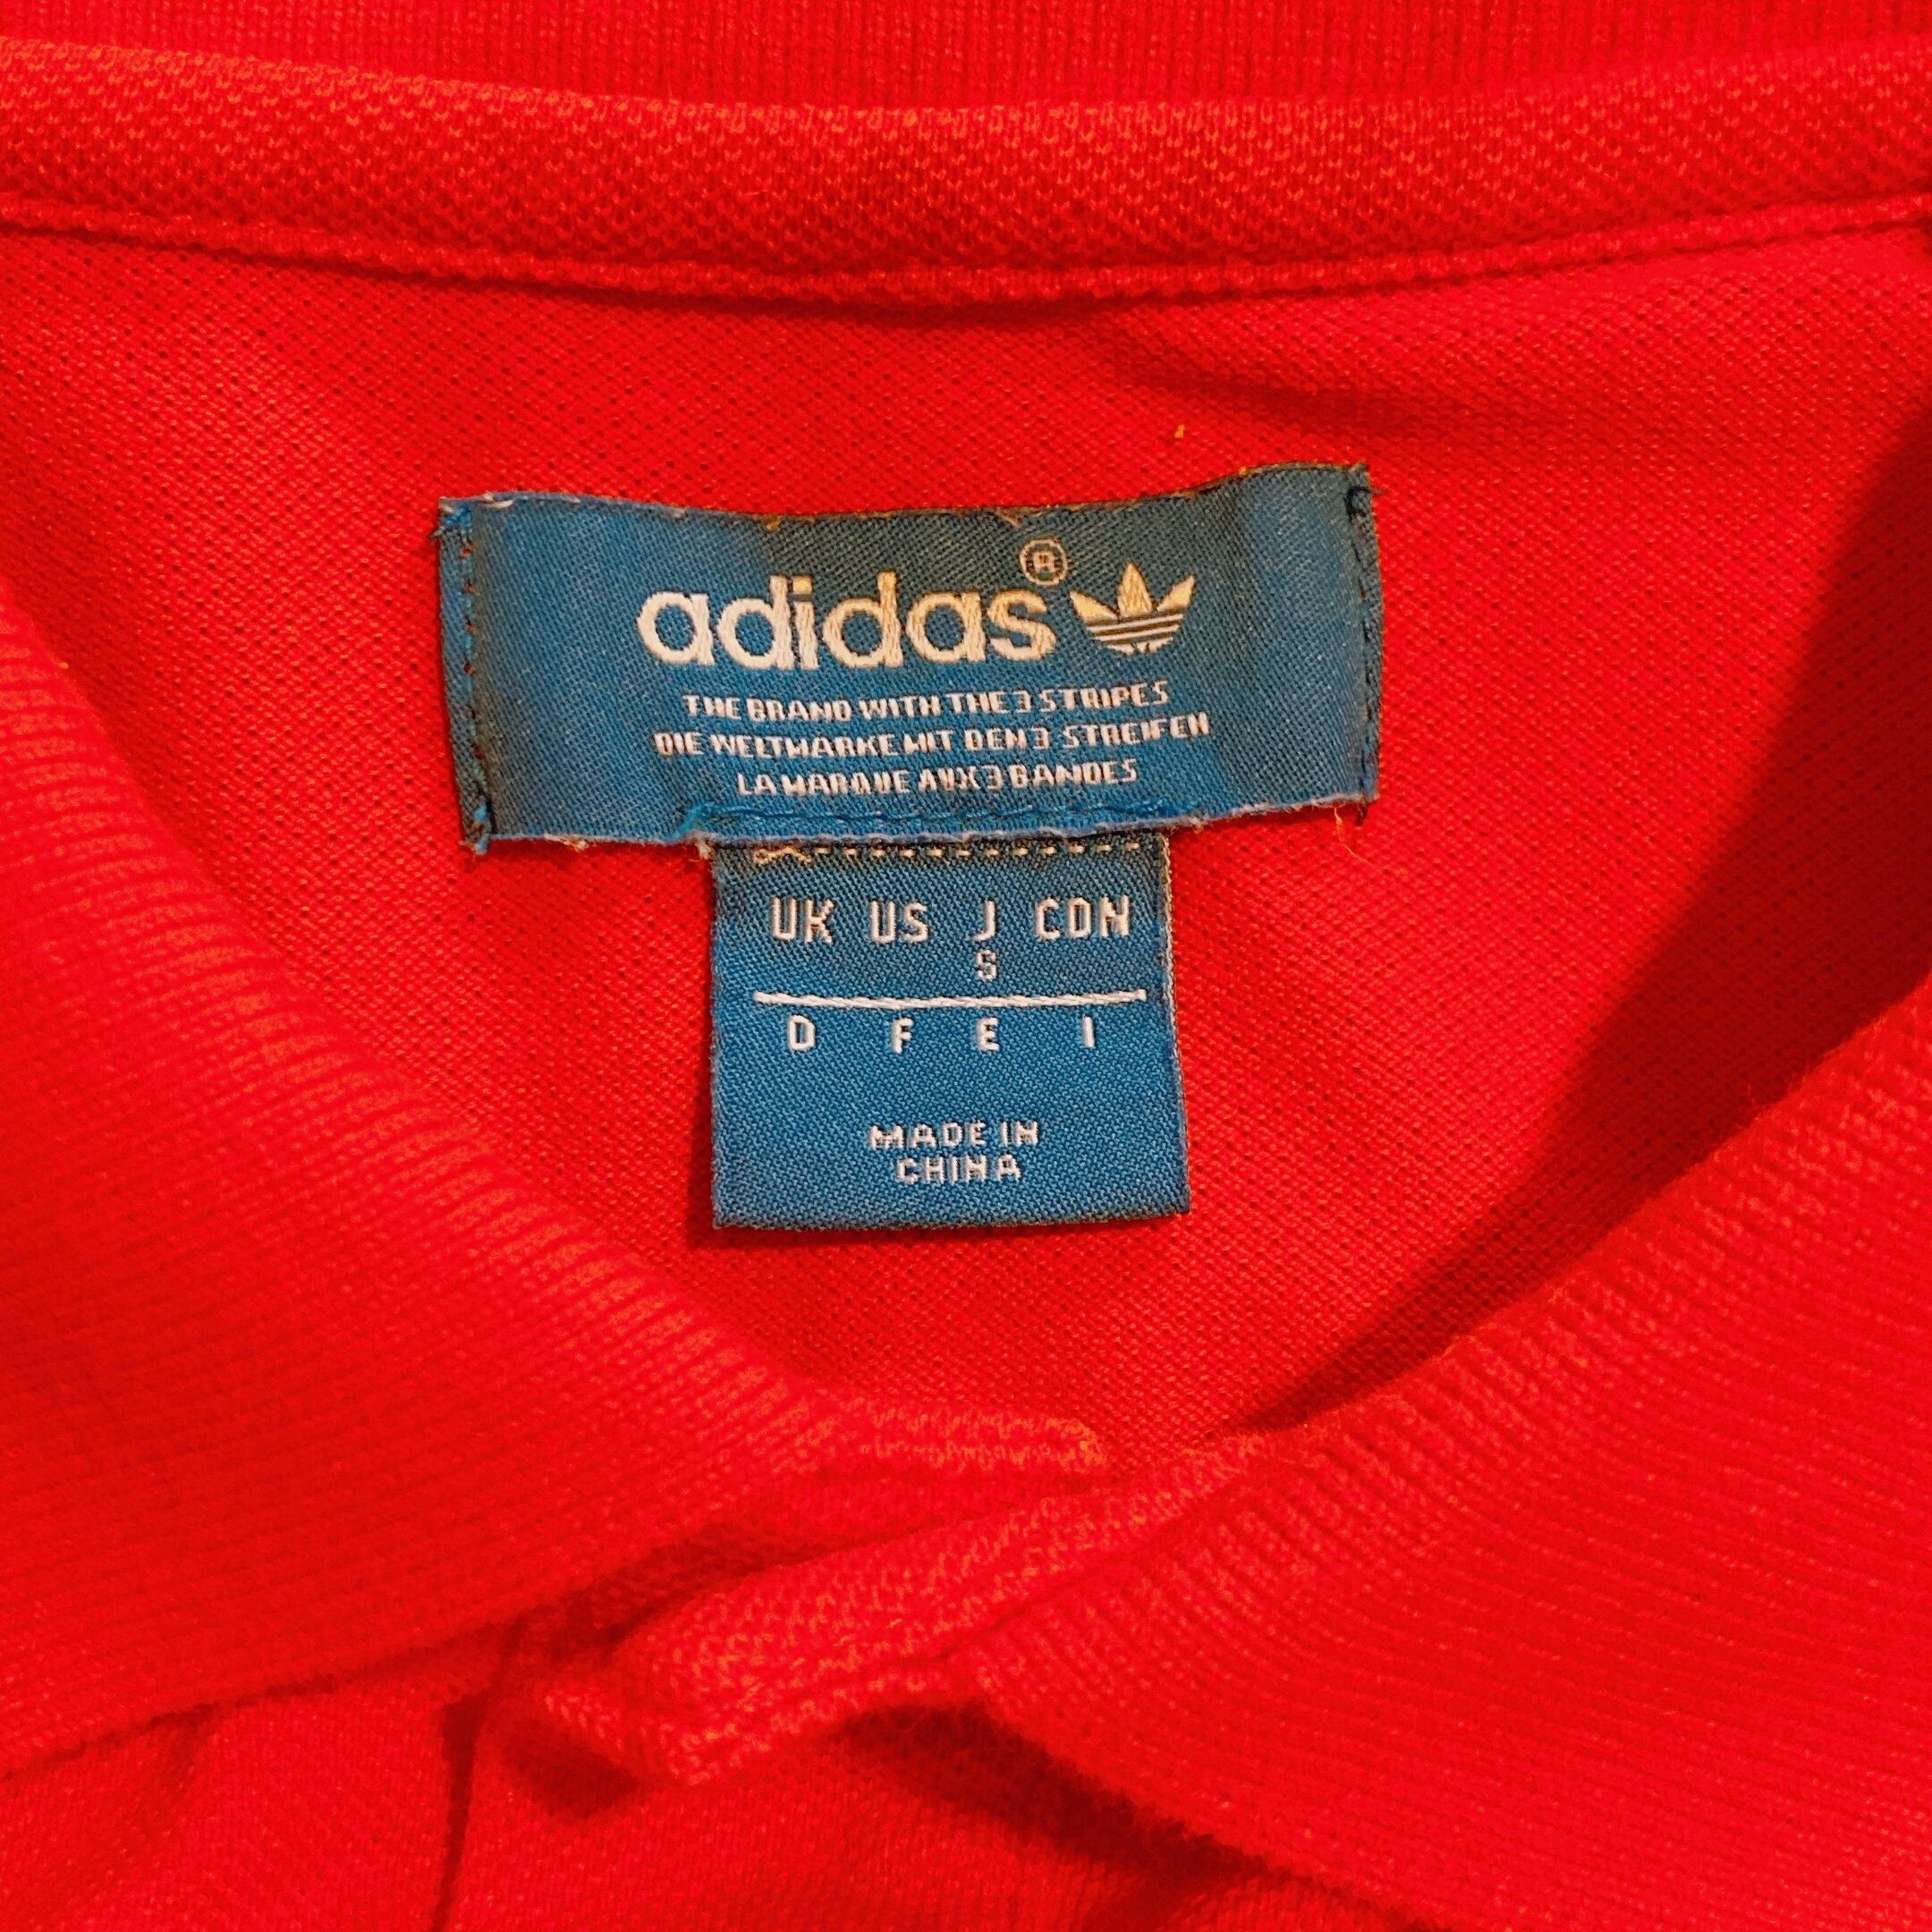 adidas®
THE BRAND WITH THE 3 STRIPES
DIE WELTMARKE MIT DEN 3 STREIFEN
LA MARQUE AUX 3 BANDES
UK US J CDN
S
D F E I
MADE IN
CHINA